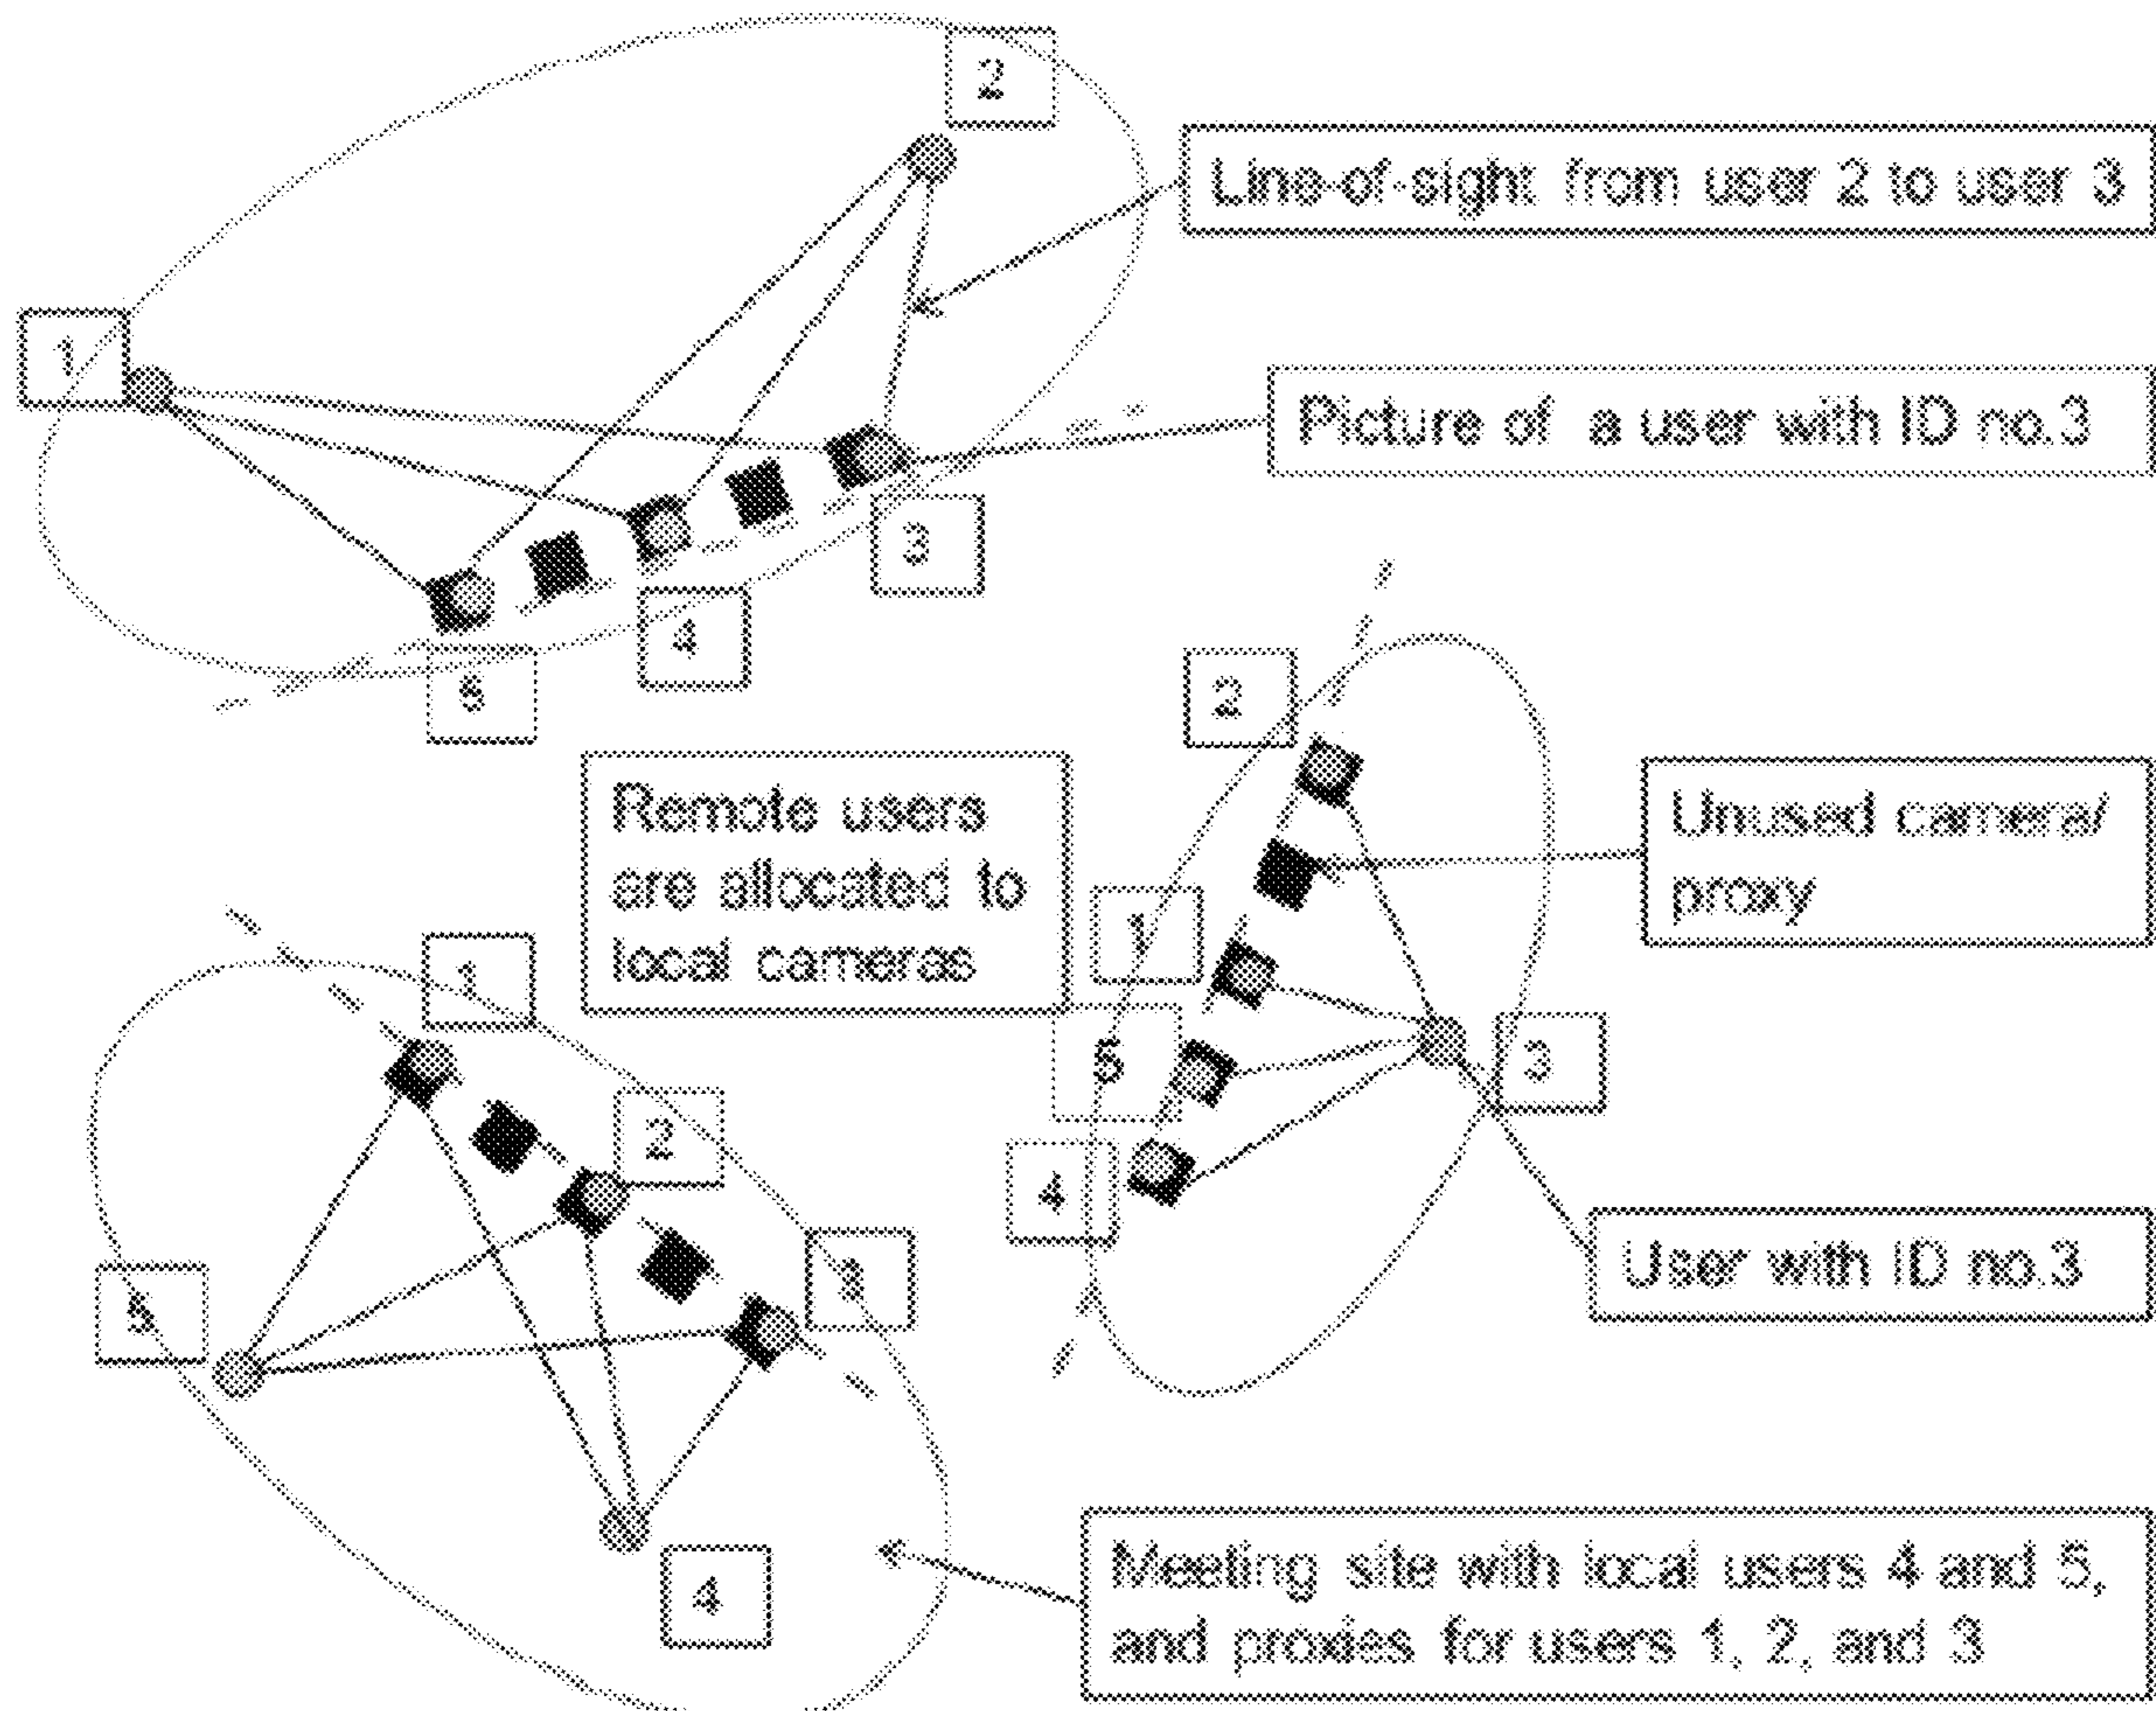 2
Line-of-sight from user 2 to user 3
1
Picture of a user with ID no.3
3
4
5
2
Remote users
are allocated to
local cameras
Unused camera/
proxy
1
1
5
3
2
4
3
User with ID no.3
5
4
Meeting site with local users 4 and 5,
and proxies for users 1, 2, and 3